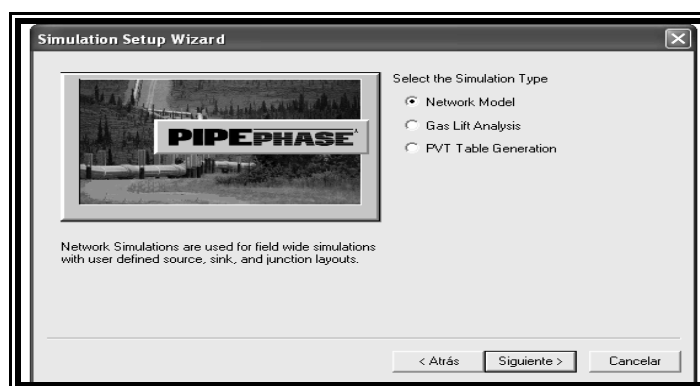 Simulation Setup Wizard
PIPEPHASE
Select the Simulation Type
Network Model
Gas Lift Analysis
PVT Table Generation
Network Simulations are used for field wide simulations
with user defined source, sink, and junction layouts.
< Atrás
Siguiente >
Cancelar